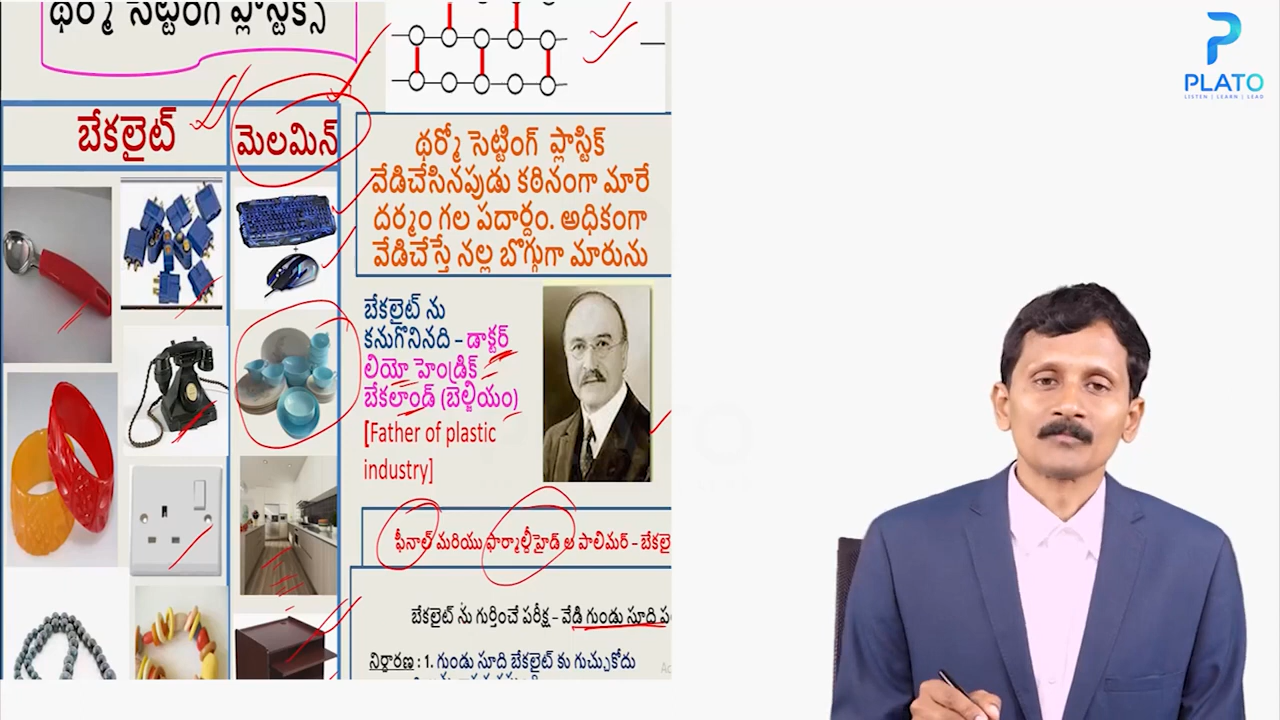 థర్మో సెట్టింగ్ ప్లాస్టిక్స్
బేకలైట్
మెలమిన్
థర్మో సెట్టింగ్ ప్లాస్టిక్
వేడిచేసినపుడు కఠినంగా మారే
దర్మం గల పదార్దం. అధికంగా
వేడిచేస్తే నల్ల బొగ్గుగా మారును
బేకలైట్ ను
కనుగొనినది – డాక్టర్
లియో హెండ్రిక్
బేకలాండ్ (బెల్జియం)
[Father of plastic
industry]
ఫీనాల్ మరియు ఫార్మాల్డీహైడ్ ల పాలిమర్ – బేకలై
బేకలైట్ ను గుర్తించే పరీక్ష – వేడి గుండు సూది ప
నిర్ధారణ : 1. గుండు సూది బేకలైట్ కు గుచ్చుకోదు
PLATO
LISTEN | LEARN | LEAD